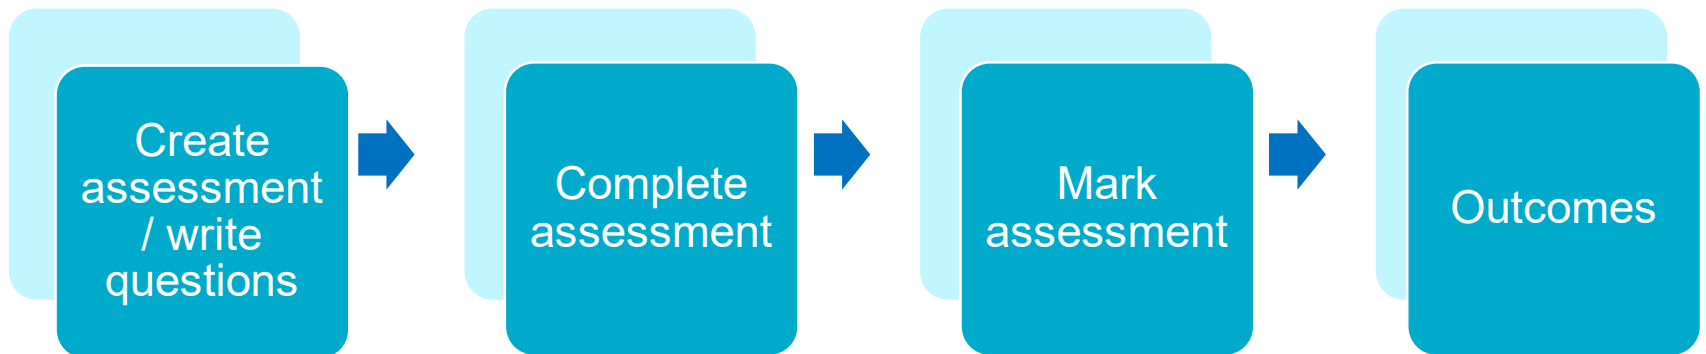 Create
assessment
/ write
questions
Complete
assessment
Mark
assessment
Outcomes